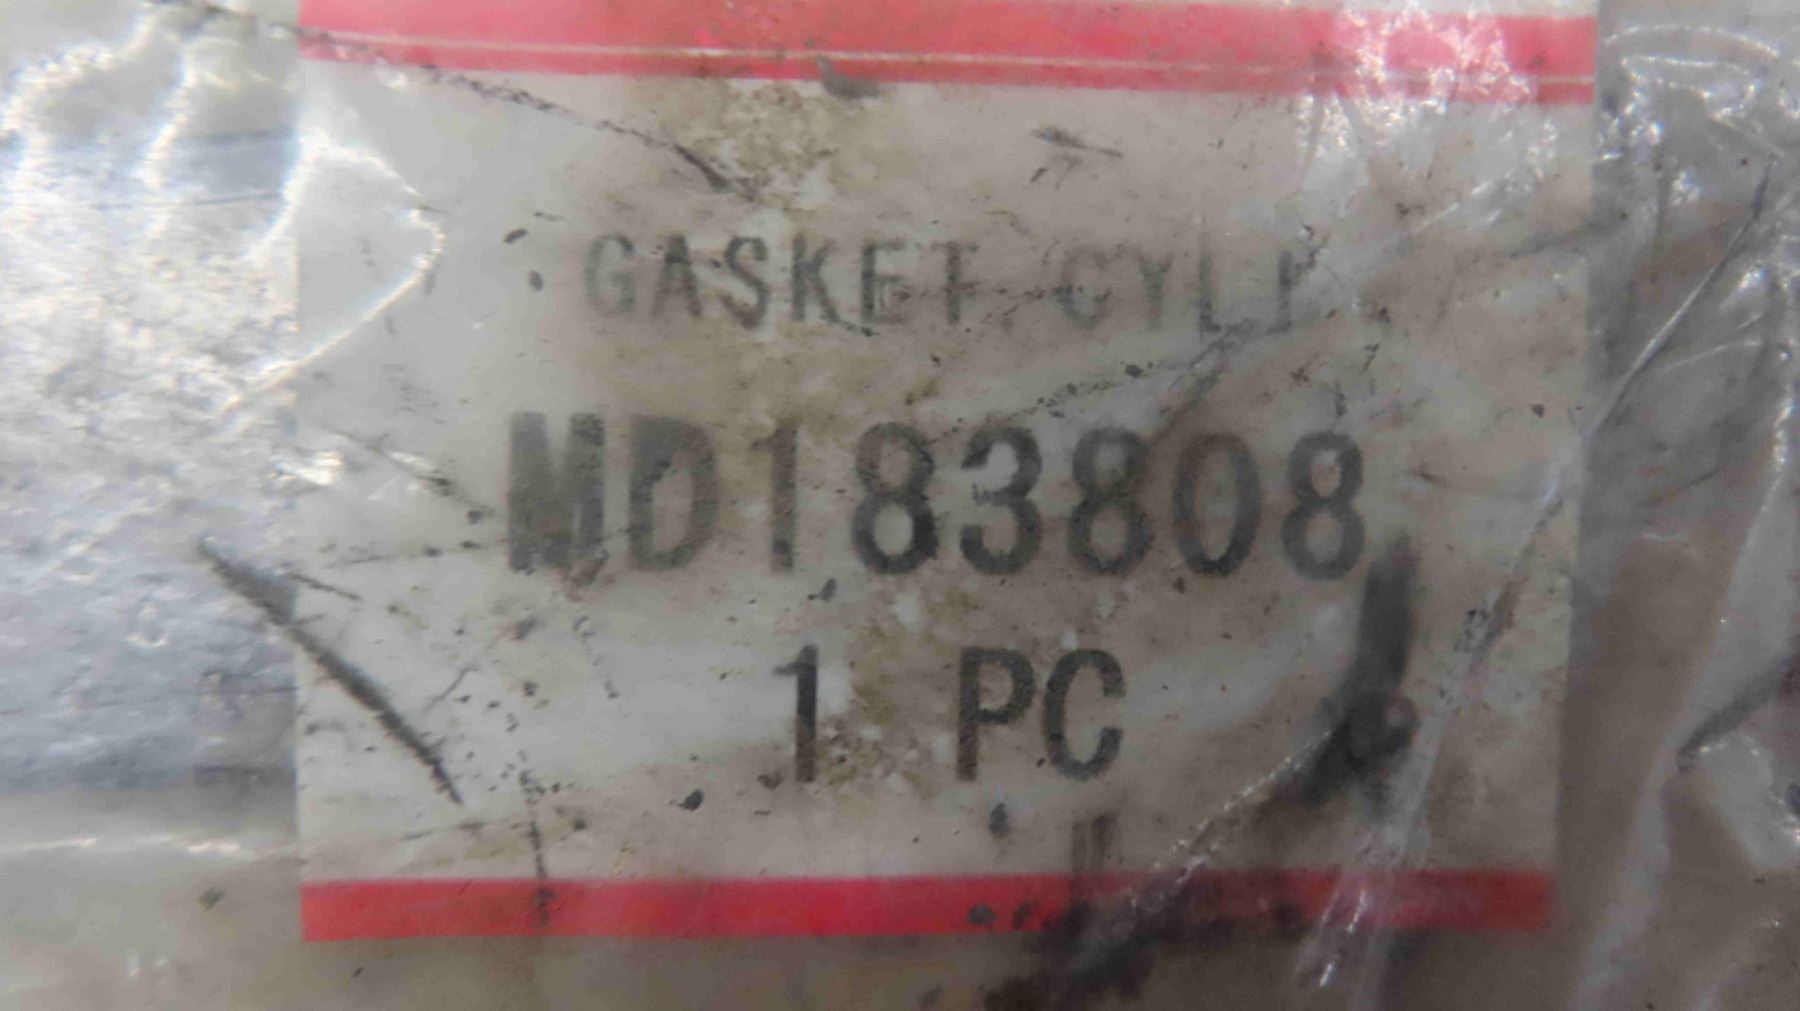 GASKET, CYL
MD183808
1 PC